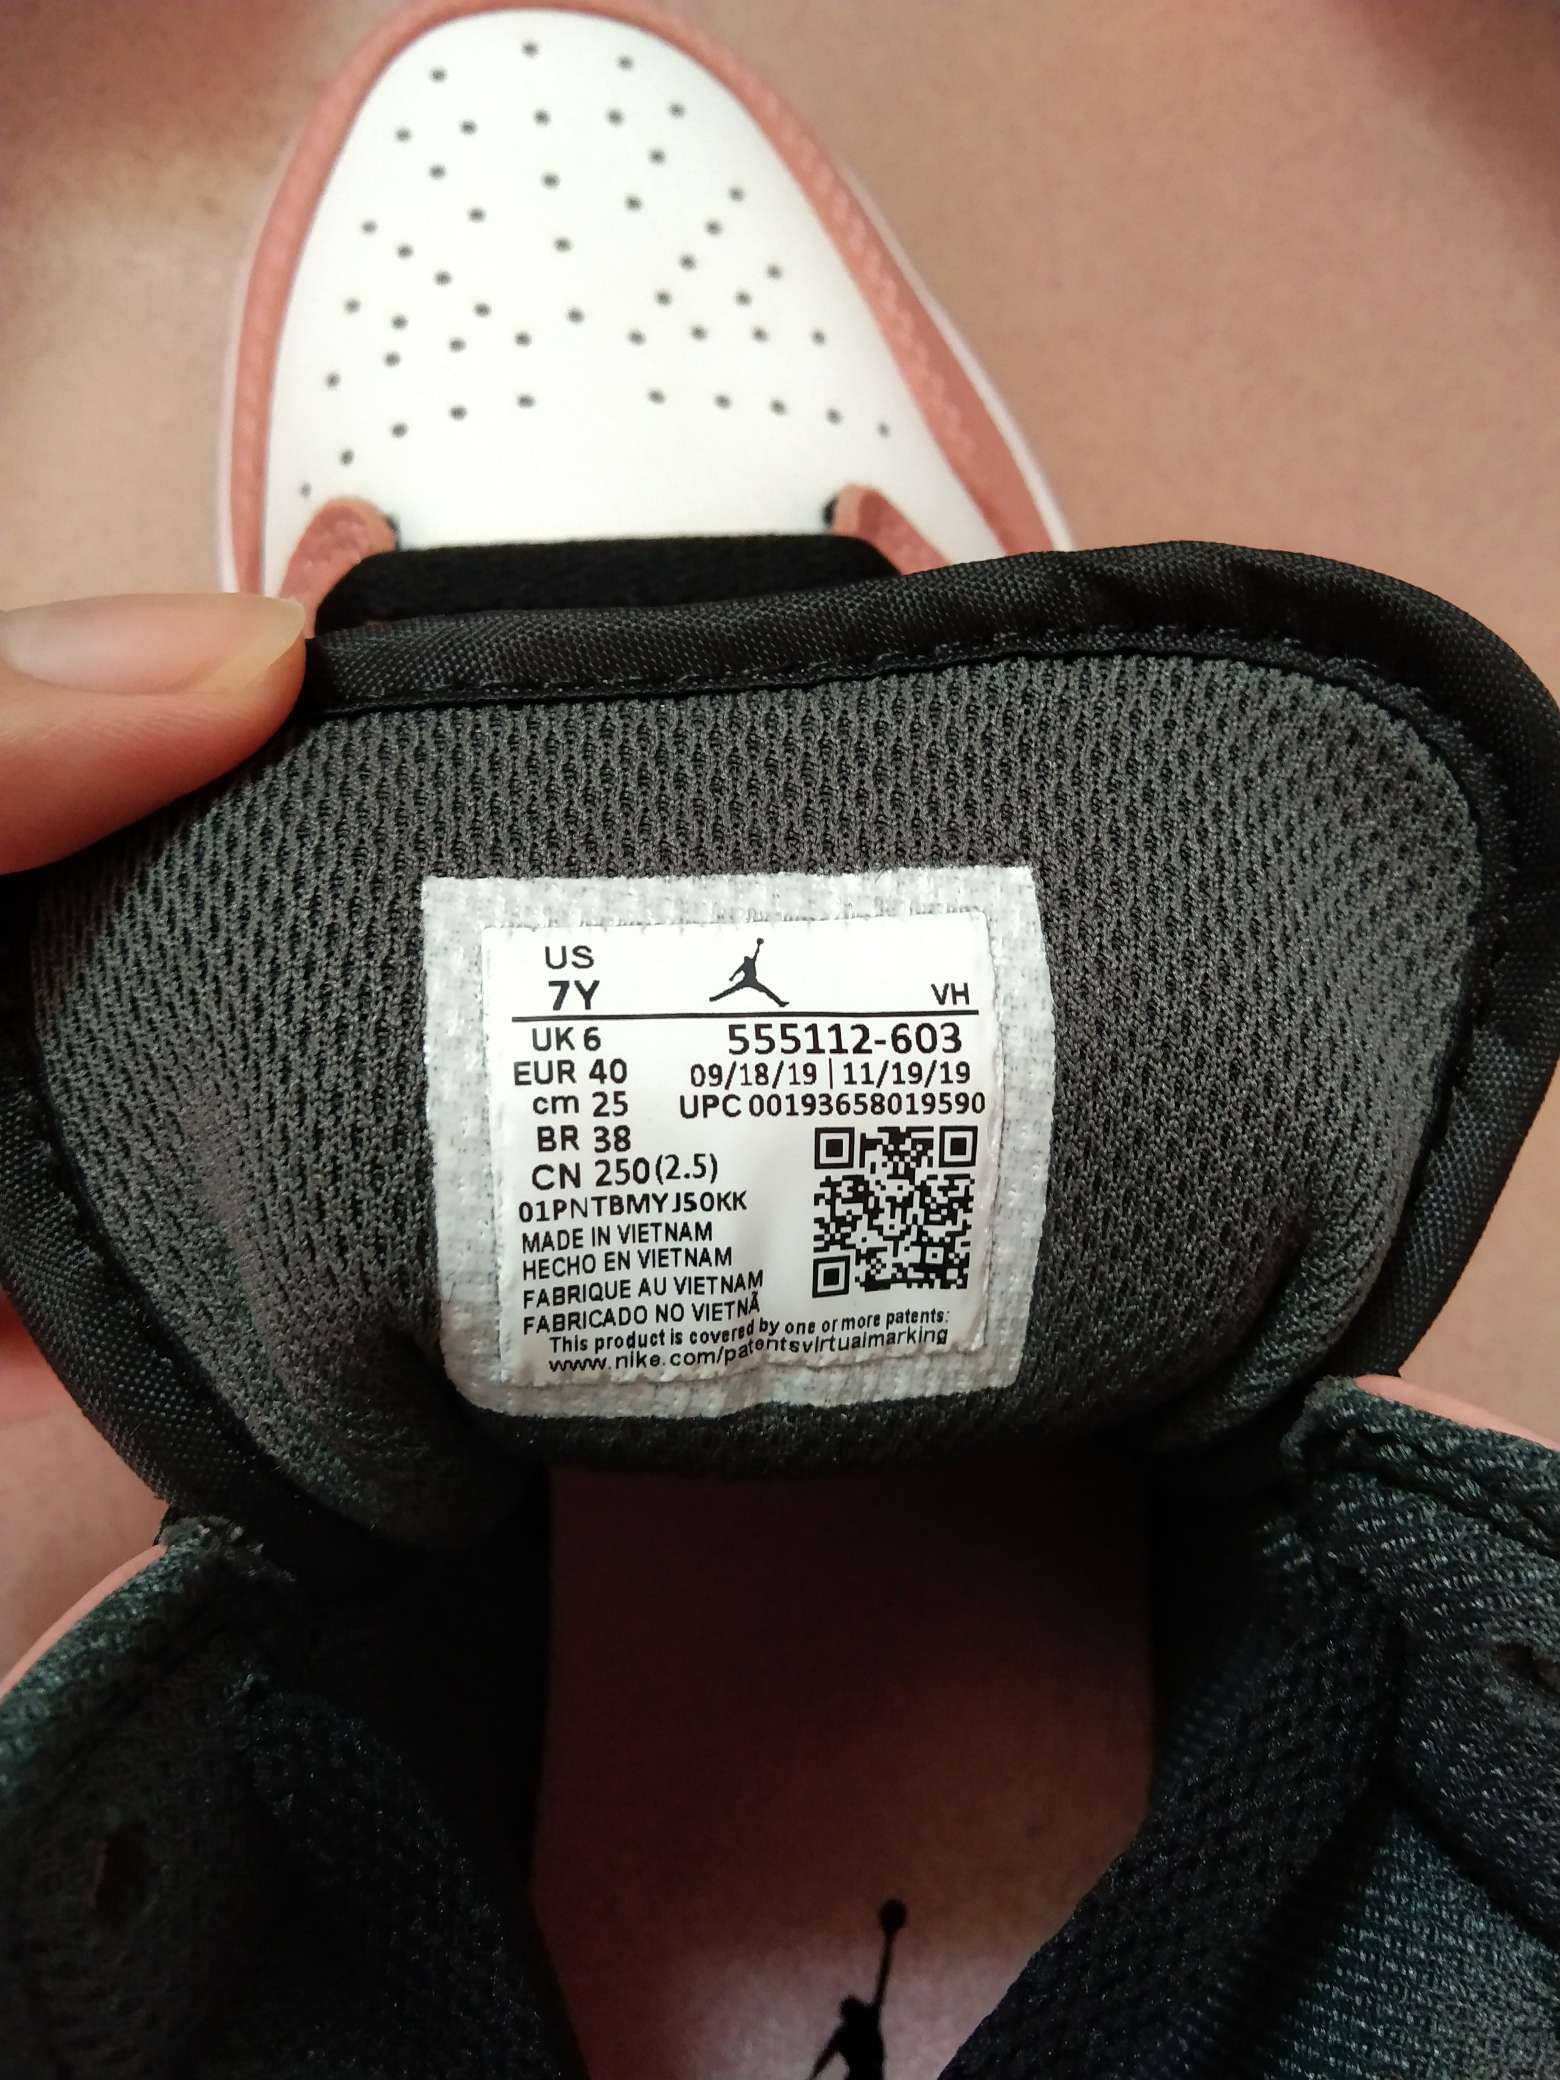 US
7Y
VH
UK 6
555112-603
EUR 40
09/18/19 | 11/19/19
cm 25
UPC 00193658019590
BR 38
CN 250(2.5)
01PNTBMYJ50KK
MADE IN VIETNAM
HECHO EN VIETNAM
FABRIQUE AU VIETNAM
FABRICADO NO VIETNÃ
This product is covered by one or more patents:
www.nike.com/patentsvirtualmarking